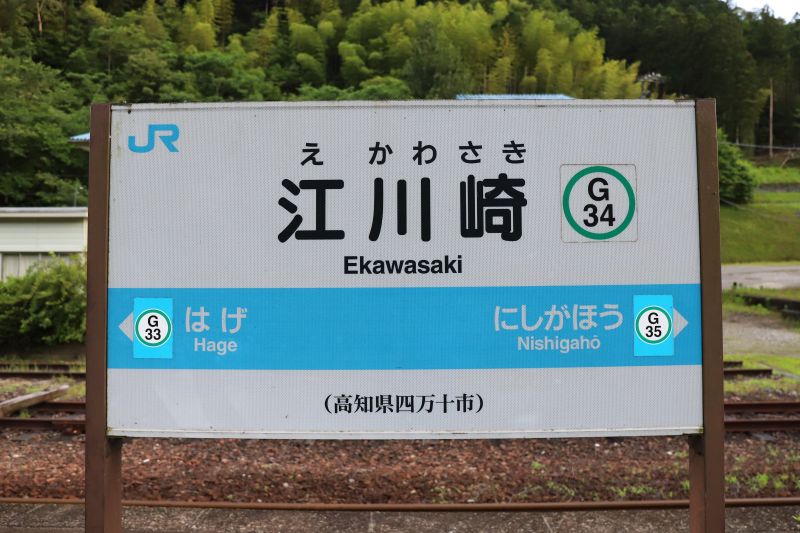 JR
えかわさき
江川崎
G
34
Ekawasaki
G
33
はげ
Hage
にしがほう
Nishigahō
G
35
(高知県四万十市)